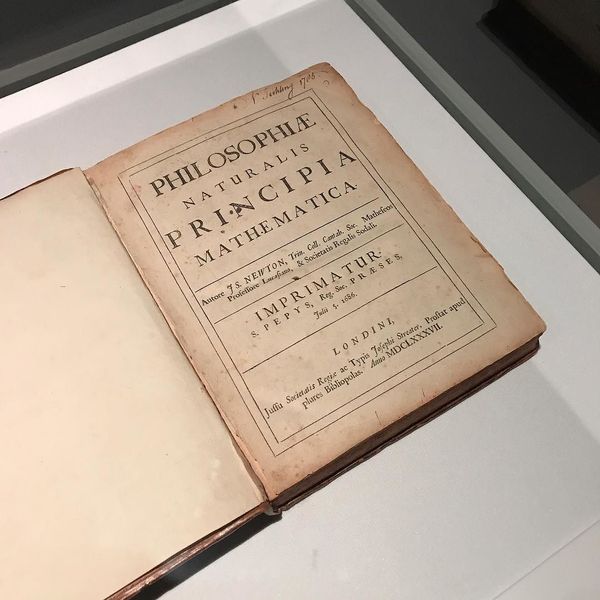 1708.
PHILOSOPHIÆ
NATURALIS
PRINCIPIA
MATHEMATICA.
Autore J.S. NEWTON, Trin. Coll. Cantab. Soc. Matheseos
Professore Lucasiano, & Societatis Regalis Sodali.
IMPRIMATUR.
S. PEPYS, Reg. Soc. PRÆSES,
Julii 5. 1686.
LONDINI,
Jussu Societatis Regiæ ac Typis Josephi Streater. Prostat apud
plures Bibliopolas. Anno MDCLXXXVII.